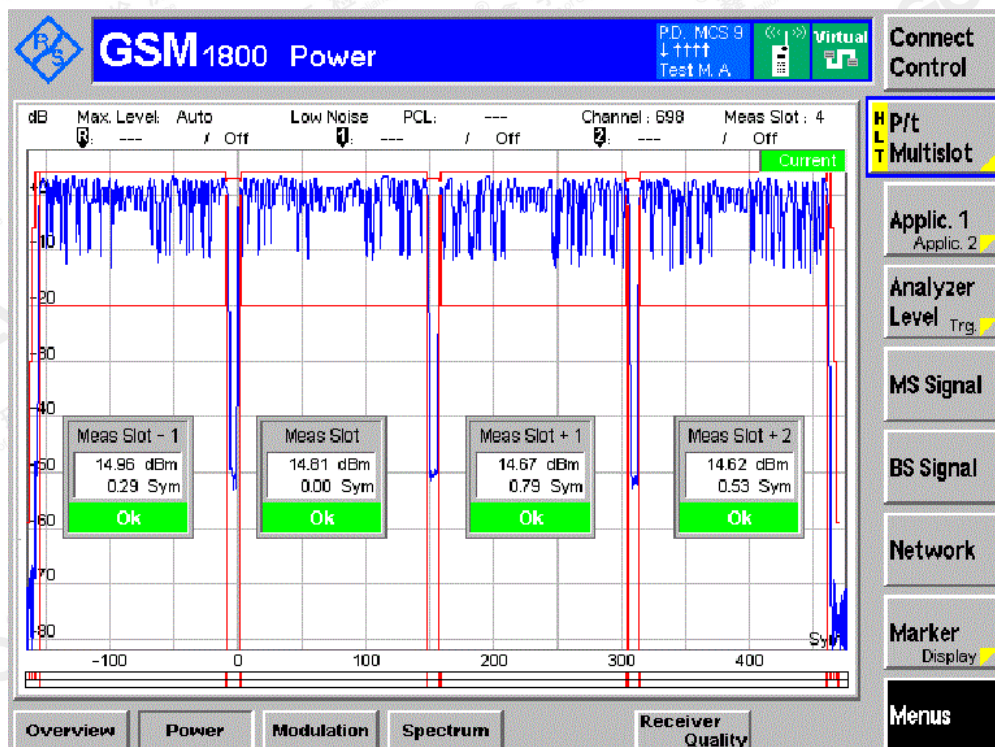 R S
GSM 1800 Power
P.D. MCS 9
↓ ↑↑↑↑
Test M. A.
Virtual
Connect Control
dB Max. Level: Auto Low Noise PCL: --- Channel : 698 Meas Slot : 4
R: --- / Off 1: --- / Off 2: --- / Off
Current
H L T
P/t Multislot
-10
-20
-30
-40
-50
-60
-70
-80
Meas Slot - 1
14.96 dBm
0.29 Sym
Ok
Meas Slot
14.81 dBm
0.00 Sym
Ok
Meas Slot + 1
14.67 dBm
0.79 Sym
Ok
Meas Slot + 2
14.62 dBm
0.53 Sym
Ok
Sym
-100 0 100 200 300 400
Applic. 1
Applic. 2
Analyzer
Level Trg.
MS Signal
BS Signal
Network
Marker
Display
Menus
Overview Power Modulation Spectrum Receiver Quality